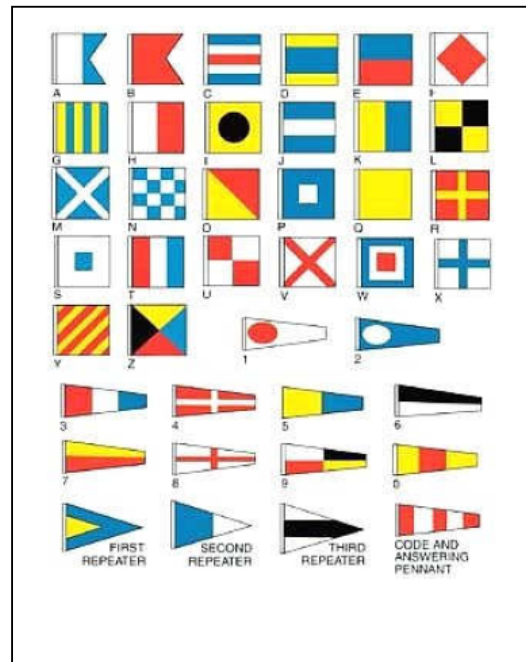 A B C D E F
G H I J K L
M N O P Q R
S T U V W X
Y Z 1 2
3 4 5 6
7 8 9 0
FIRST REPEATER
SECOND REPEATER
THIRD REPEATER
CODE AND ANSWERING PENNANT